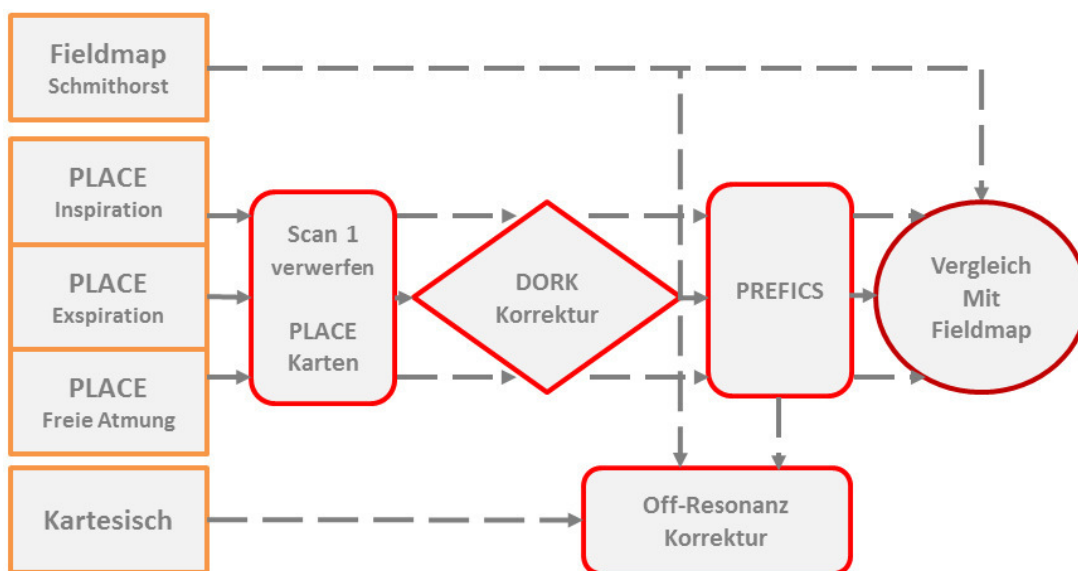 Fieldmap
Schmithorst
PLACE
Inspiration
PLACE
Exspiration
PLACE
Freie Atmung
Kartesisch
Scan 1
verwerfen
PLACE
Karten
DORK
Korrektur
PREFICS
Vergleich
Mit
Fieldmap
Off-Resonanz
Korrektur